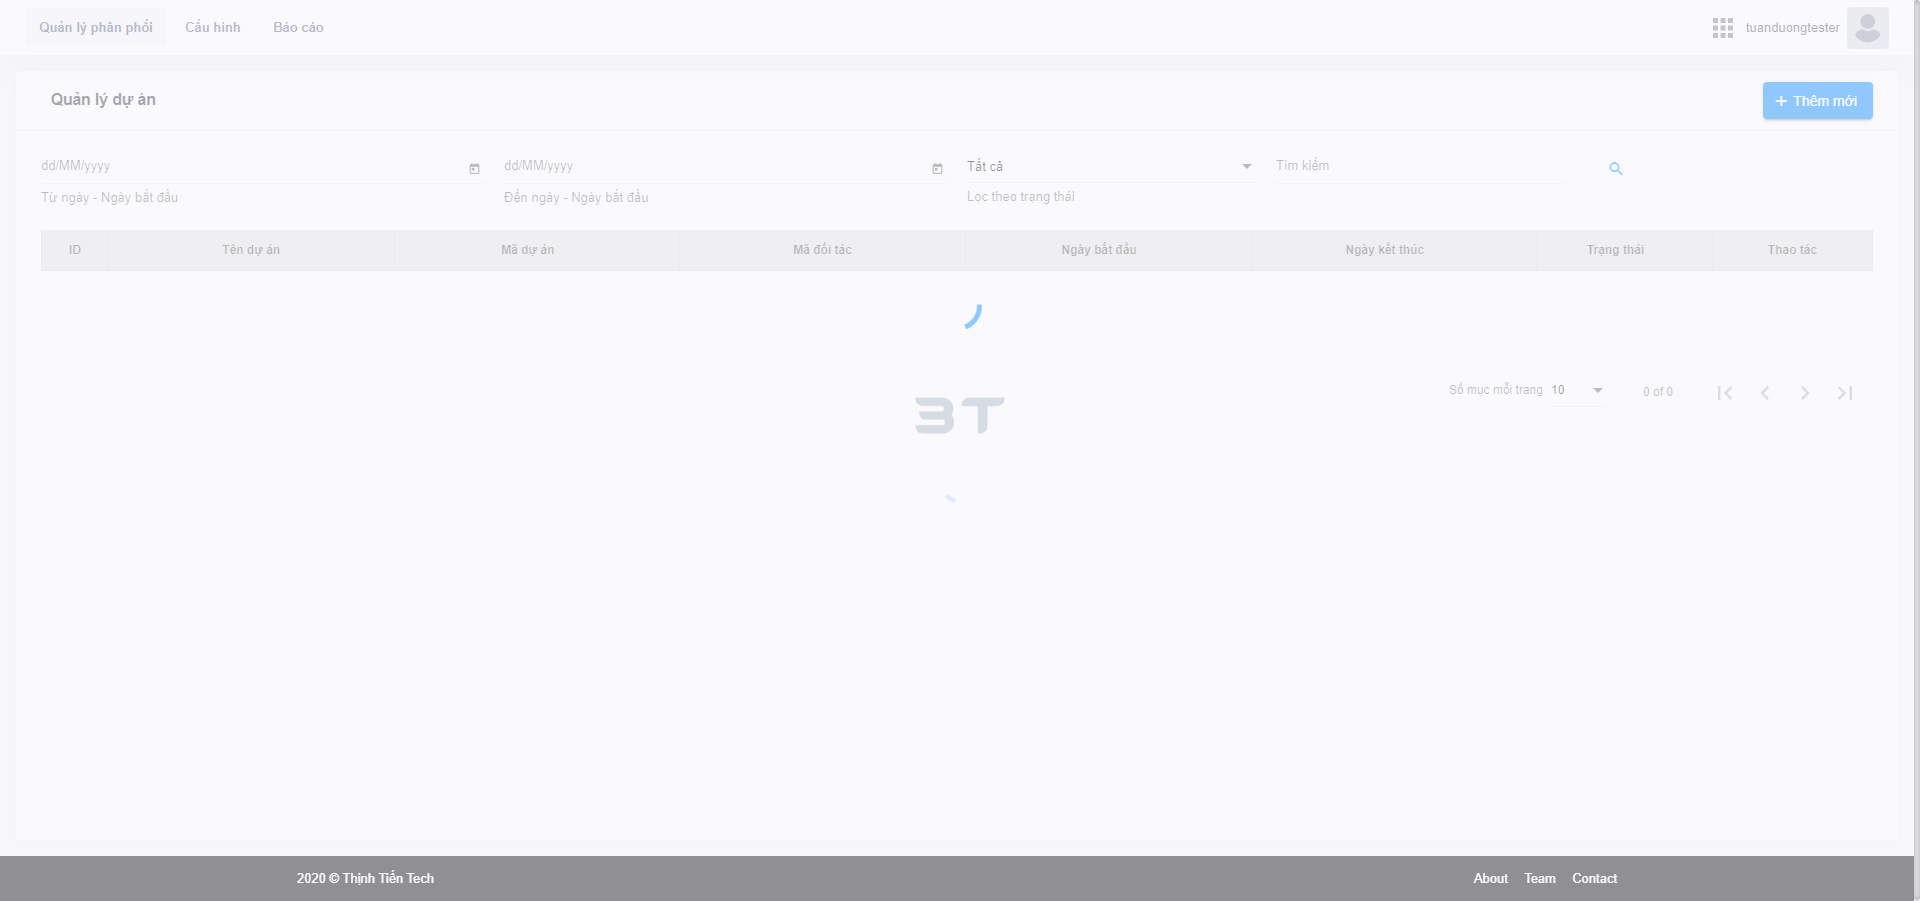 Quản lý phân phối Cấu hình Báo cáo tuanduongtester
Quản lý dự án + Thêm mới
dd/MM/yyyy dd/MM/yyyy Tất cả Tìm kiếm
Từ ngày - Ngày bắt đầu Đến ngày - Ngày bắt đầu Lọc theo trạng thái
ID Tên dự án Mã dự án Mã đối tác Ngày bắt đầu Ngày kết thúc Trạng thái Thao tác
Số mục mỗi trang 10 0 of 0
3T
2020 © Thịnh Tiến Tech About Team Contact